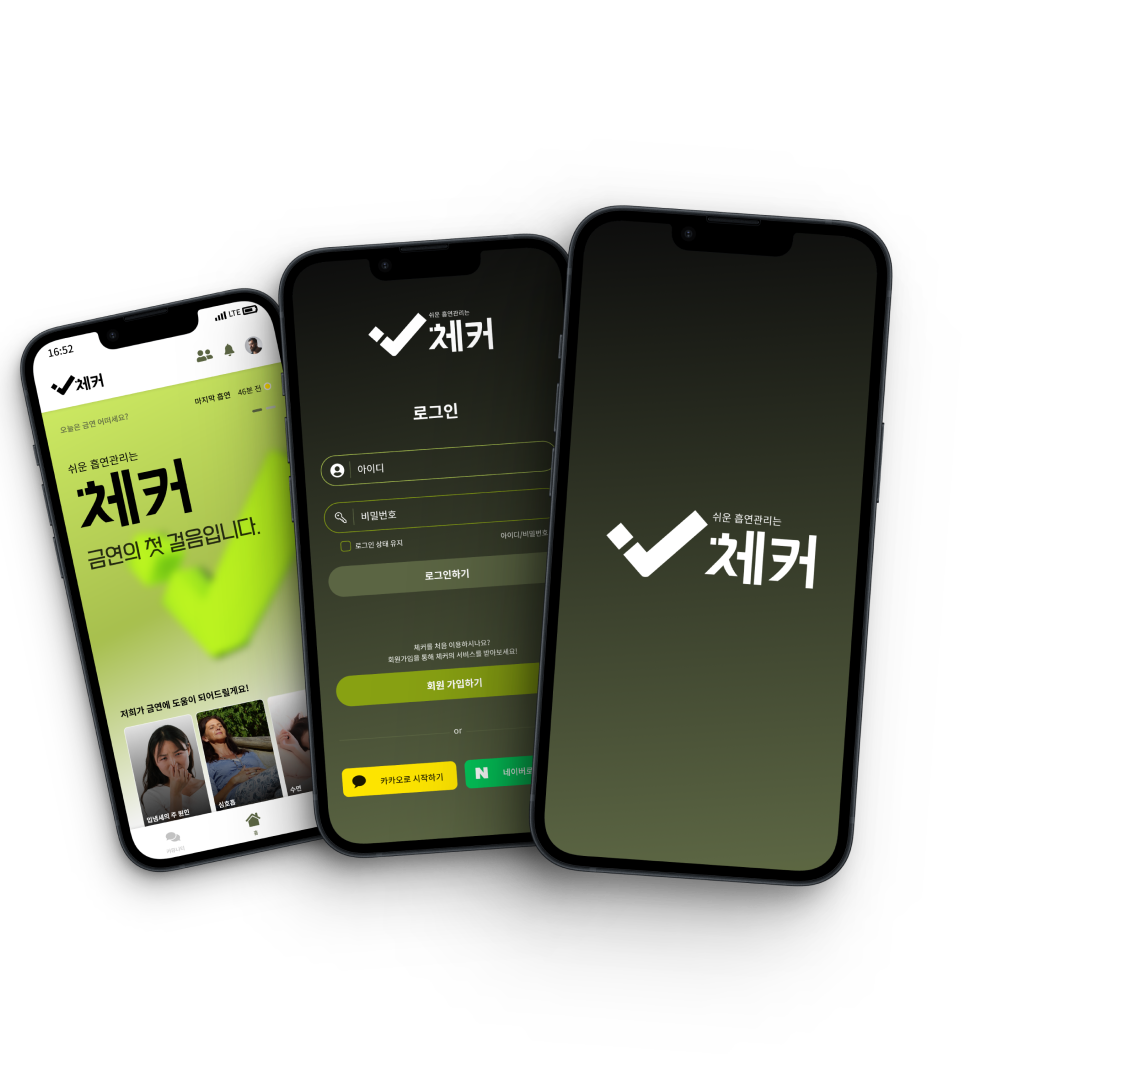 16:52
LTE
체커
오늘은 금연 어떠세요?
마지막 흡연 46분 전
쉬운 흡연관리는
체커
금연의 첫 걸음입니다.
저희가 금연에 도움이 되어드릴게요!
입냄새의 주 원인
심호흡
수면
홈
쉬운 흡연관리는
체커
로그인
아이디
비밀번호
로그인 상태 유지
아이디/비밀번호
로그인하기
체커를 처음 이용하시나요?
회원가입을 통해 체커의 서비스를 받아보세요!
회원 가입하기
or
카카오로 시작하기
N 네이버로
쉬운 흡연관리는
체커